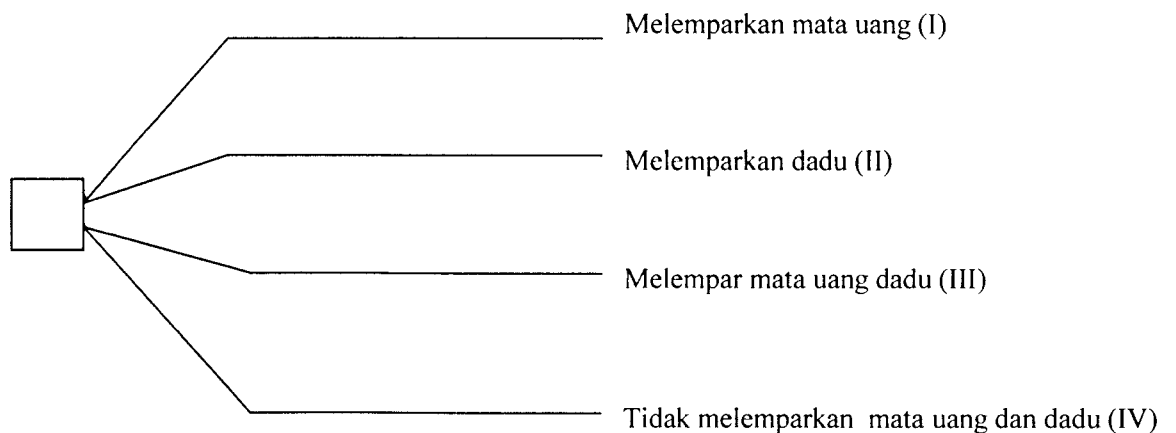 Melemparkan mata uang (I)
Melemparkan dadu (II)
Melempar mata uang dadu (III)
Tidak melemparkan mata uang dan dadu (IV)